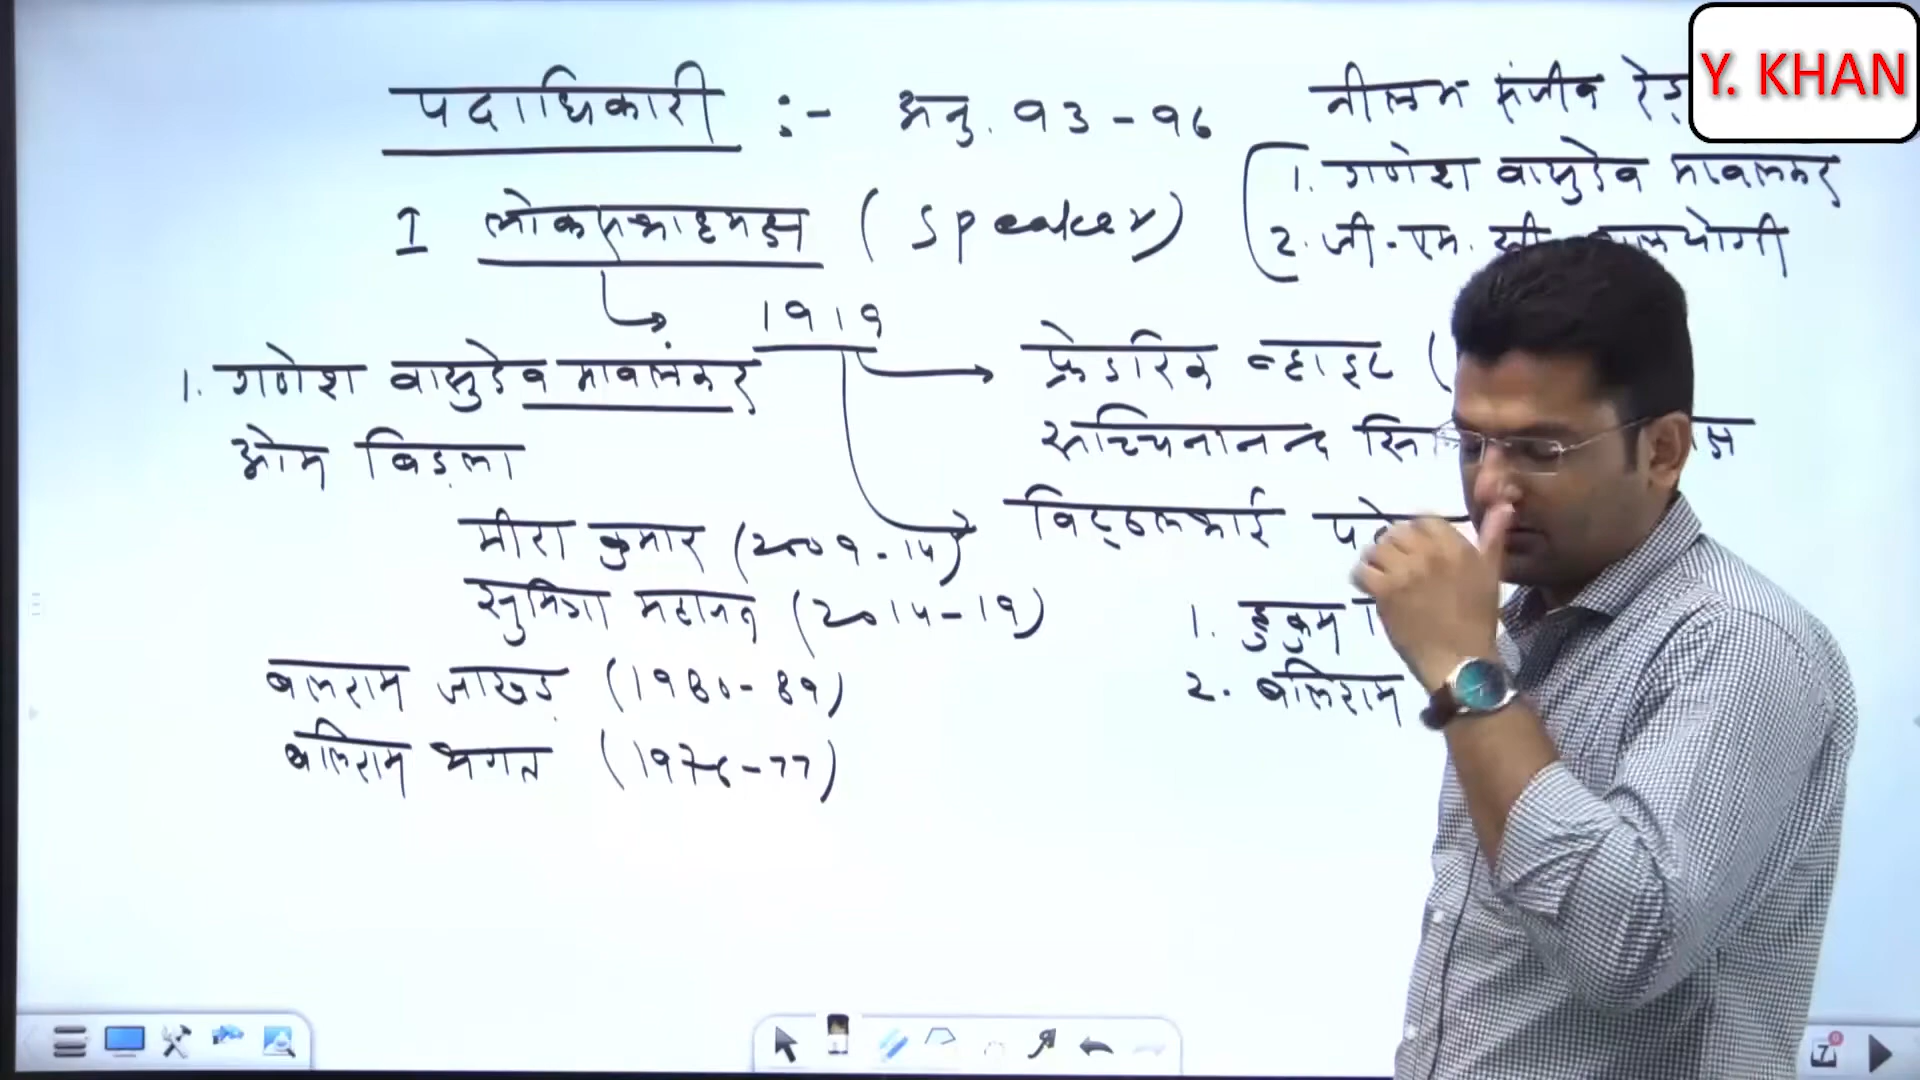 पदाधिकारी :- अनु. 93-96
I लोकसभाध्यक्ष (Speaker)
1919
1. गणेश वासुदेव मावलंकर
ओम बिड़ला
मीरा कुमार (2009-14)
सुमित्रा महाजन (2014-19)
बलराम जाखड़ (1980-89)
बलिराम भगत (1976-77)
नीलम संजीव
1. गणेश वासुदेव मावलंकर
2. जी. एम. सी.
फ्रेडरिक व्हाइट (
सच्चिनानन्द
विट्ठलभाई
1. हुकुम
2. बलिराम
Y. KHAN
7